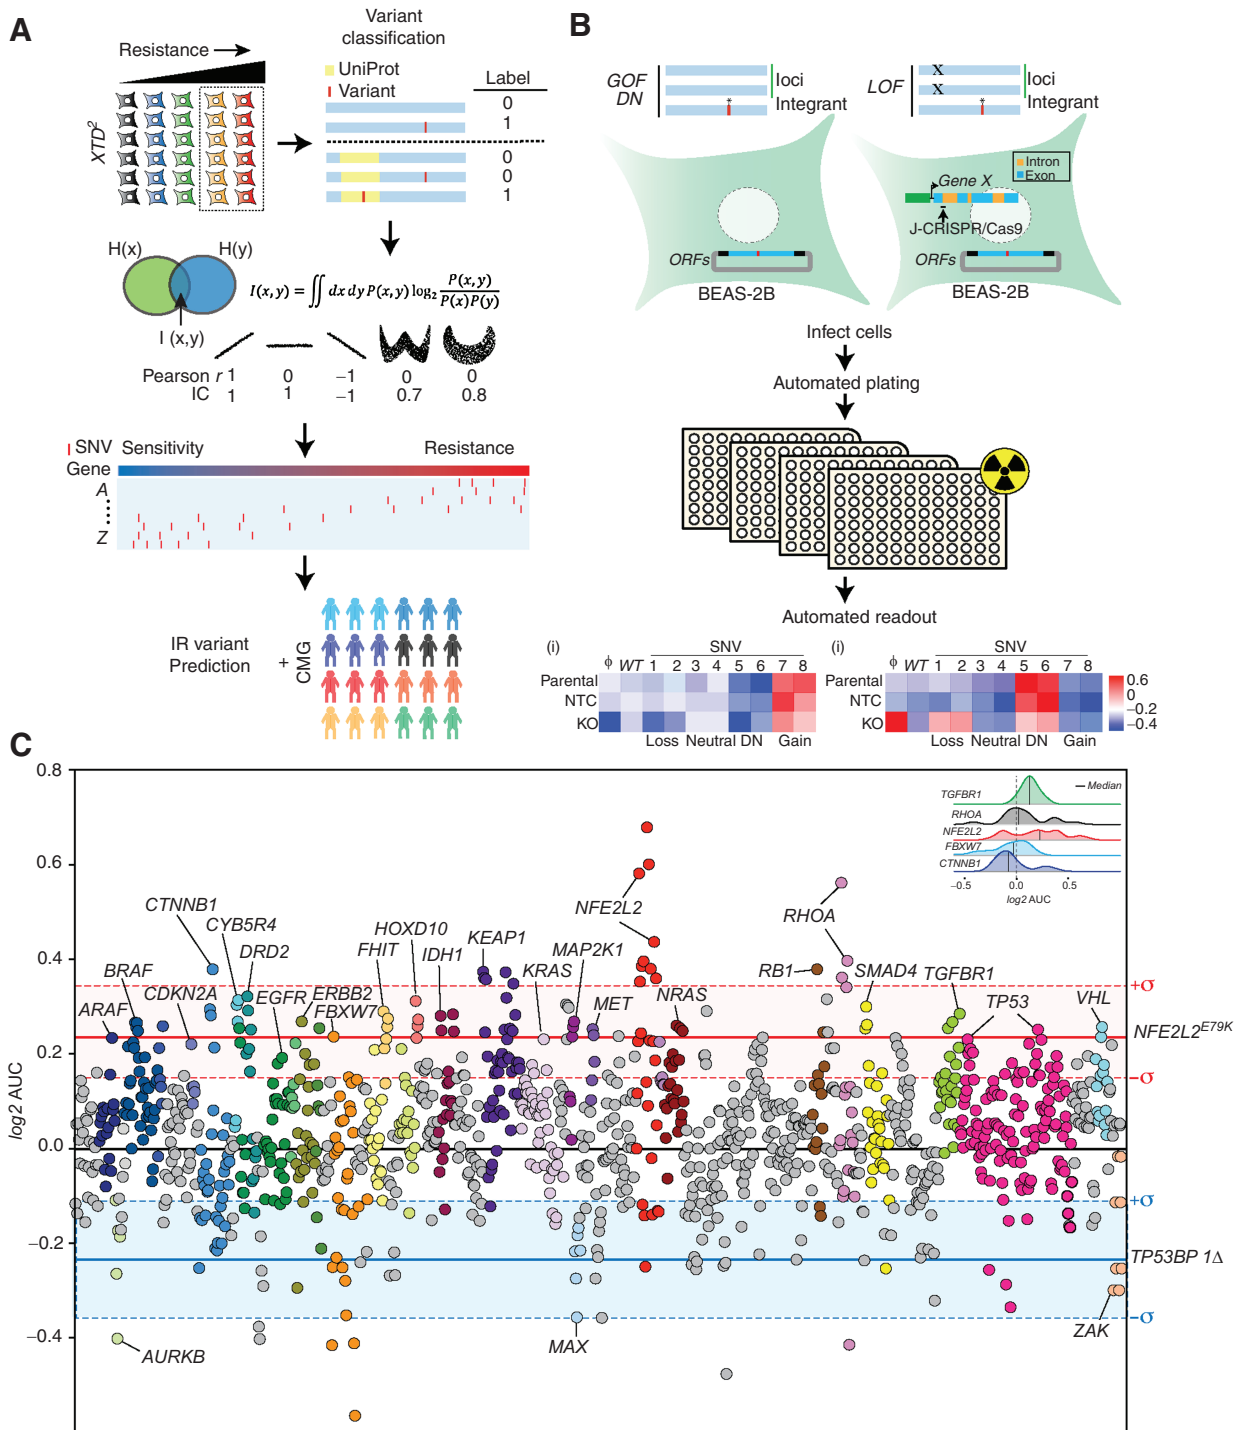 A
Resistance
XTD²
Variant
classification
UniProt
Variant
Label
0
1
0
0
1
H(x)
H(y)
I (x,y)
I(x, y) = ∬ dx dy P(x, y) log₂ P(x, y) / P(x)P(y)
Pearson r 1 0 −1 0 0
IC 1 1 −1 0.7 0.8
SNV
Sensitivity
Resistance
Gene
A
Z
IR variant
Prediction
+
CMG
B
GOF
DN
loci
Integrant
*
LOF
X
X
loci
Integrant
*
Intron
Exon
Gene X
J-CRISPR/Cas9
ORFs
BEAS-2B
ORFs
BEAS-2B
Infect cells
Automated plating
Automated readout
(i)
SNV
ϕ WT 1 2 3 4 5 6 7 8
Parental
NTC
KO
Loss Neutral DN Gain
(i)
SNV
ϕ WT 1 2 3 4 5 6 7 8
Parental
NTC
KO
Loss Neutral DN Gain
0.6
0.6
−0.2
−0.4
C
log2 AUC
0.8
0.6
0.4
0.2
0.0
−0.2
−0.4
CTNNB1
CYB5R4
DRD2
BRAF
ARAF
CDKN2A
EGFR
ERBB2
FBXW7
FHIT
HOXD10
IDH1
KEAP1
KRAS
NFE2L2
MAP2K1
MET
NRAS
RHOA
RB1
SMAD4
TGFBR1
TP53
VHL
AURKB
MAX
ZAK
+σ
NFE2L2E79K
−σ
+σ
TP53BP 1Δ
−σ
Median
TGFBR1
RHOA
NFE2L2
FBXW7
CTNNB1
−0.5 0.0 0.5
log2 AUC